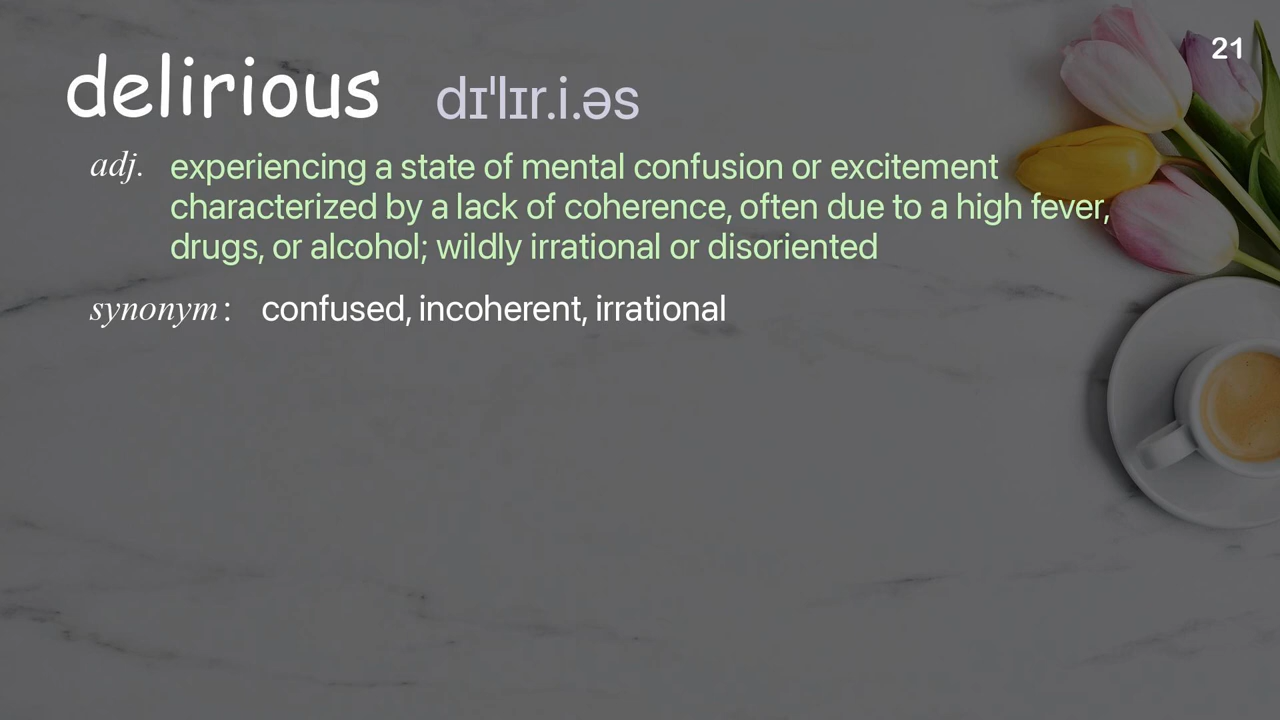 21
delirious dɪˈlɪr.i.əs
adj. experiencing a state of mental confusion or excitement
characterized by a lack of coherence, often due to a high fever,
drugs, or alcohol; wildly irrational or disoriented
synonym : confused, incoherent, irrational